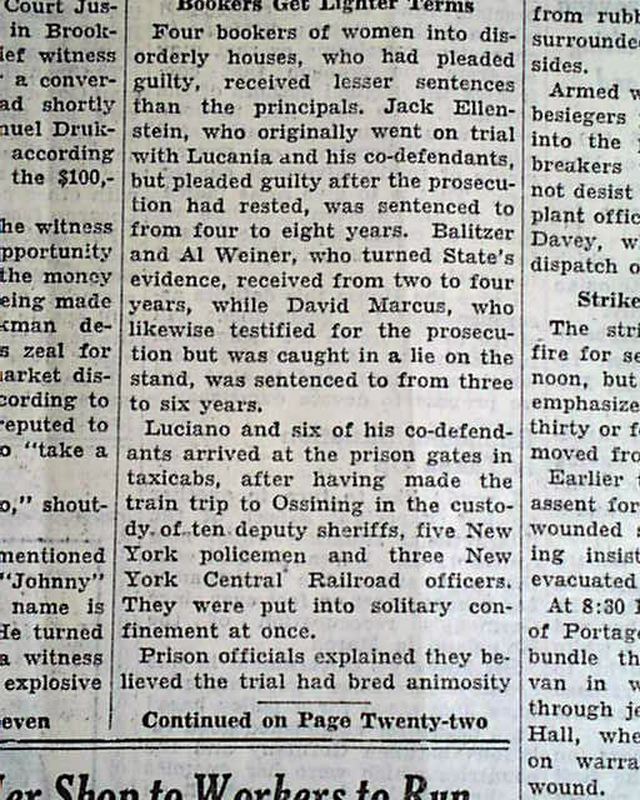 Court Jus-
in Brook-
ief witness
a conver-
ad shortly
nuel Druk-
according
the $100,-
he witness
pportunity
the money
eing made
kman de-
s zeal for
arket dis-
cording to
reputed to
o "take a
o," shout-
mentioned
"Johnny"
name is
He turned
a witness
explosive
even
Bookers Get Lighter Terms
Four bookers of women into dis-
orderly houses, who had pleaded
guilty, received lesser sentences
than the principals. Jack Ellen-
stein, who originally went on trial
with Lucania and his co-defendants,
but pleaded guilty after the prosecu-
tion had rested, was sentenced to
from four to eight years. Balitzer
and Al Weiner, who turned State's
evidence, received from two to four
years, while David Marcus, who
likewise testified for the prosecu-
tion but was caught in a lie on the
stand, was sentenced to from three
to six years.
Luciano and six of his co-defend-
ants arrived at the prison gates in
taxicabs, after having made the
train trip to Ossining in the custo-
dy of ten deputy sheriffs, five New
York policemen and three New
York Central Railroad officers.
They were put into solitary con-
finement at once.
Prison officials explained they be-
lieved the trial had bred animosity
Continued on Page Twenty-two
from rubb
surrounde
sides.
Armed w
besiegers
into the
breakers
not desist
plant offic
Davey, w
dispatch o
Strike
The stri
fire for se
noon, but
emphasize
thirty or f
moved fro
Earlier t
assent for
wounded s
ing insist
evacuated
At 8:30
of Portage
bundle th
van in w
through je
Hall, whe
on warra
wound.
er Shop to Workers to Run